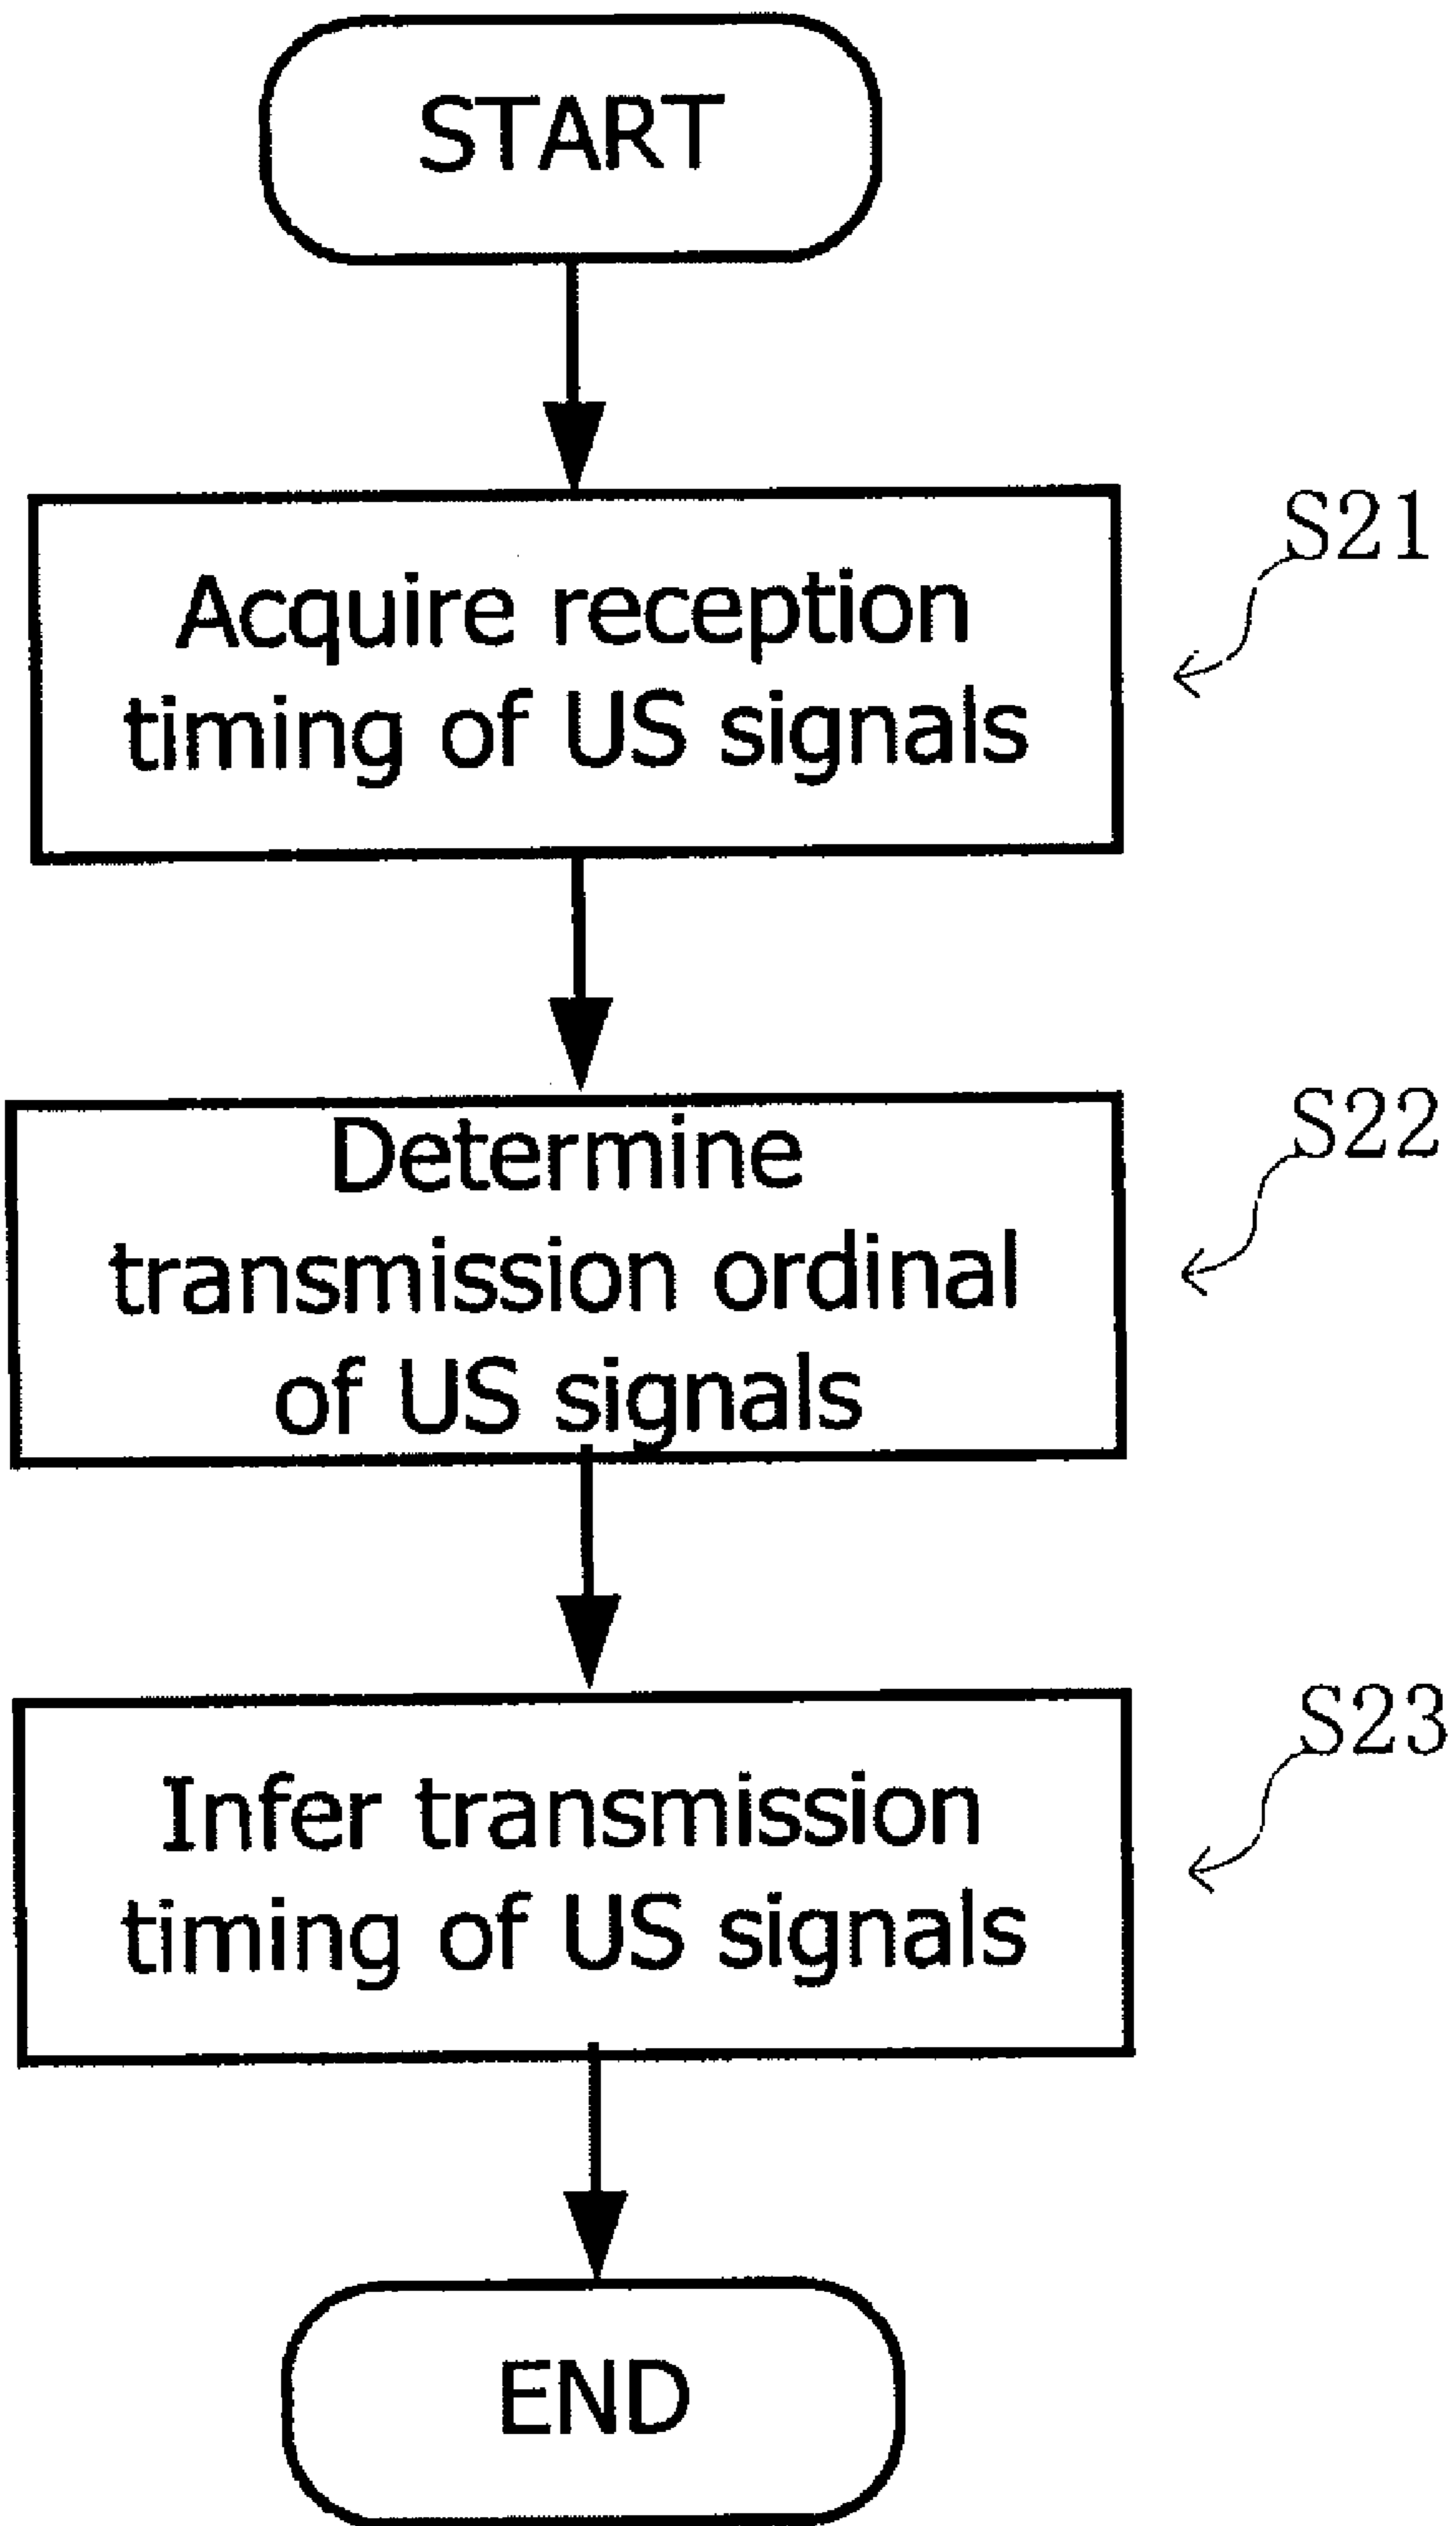 START
Acquire reception
timing of US signals
S21
Determine
transmission ordinal
of US signals
S22
Infer transmission
timing of US signals
S23
END